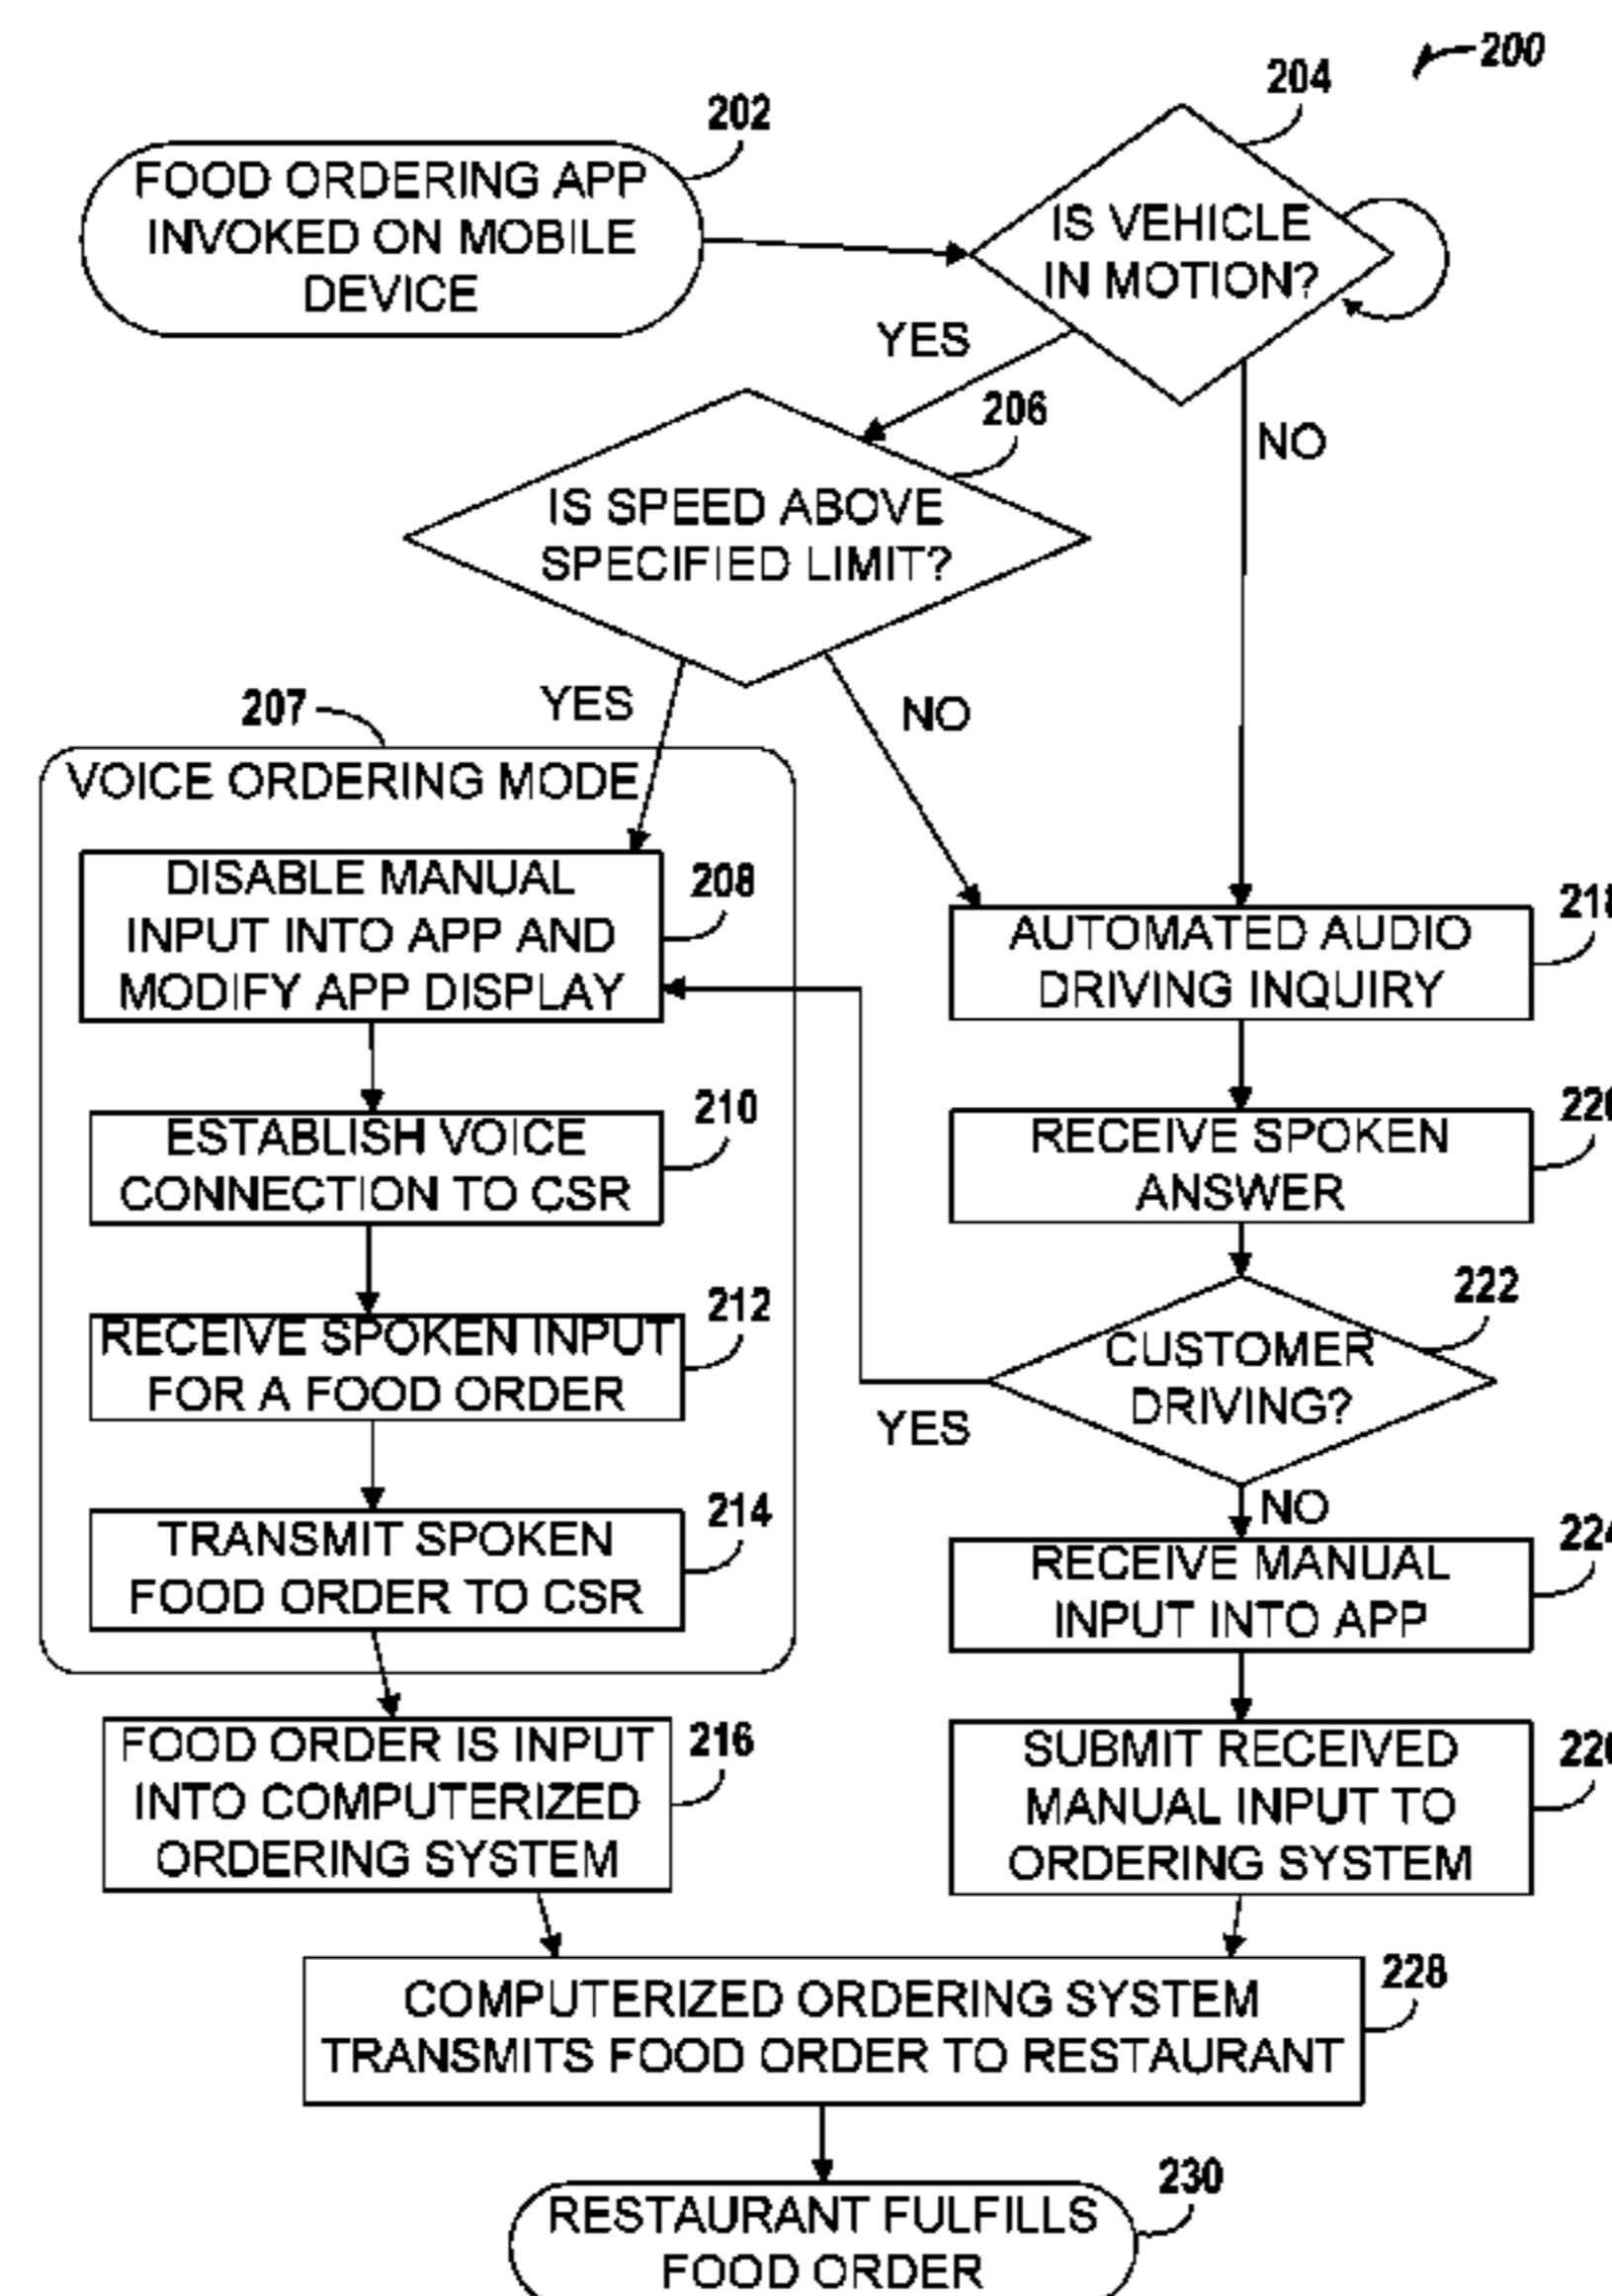 200
202
FOOD ORDERING APP
INVOKED ON MOBILE
DEVICE
204
IS VEHICLE
IN MOTION?
YES
NO
206
IS SPEED ABOVE
SPECIFIED LIMIT?
YES
NO
207
VOICE ORDERING MODE
DISABLE MANUAL
INPUT INTO APP AND
MODIFY APP DISPLAY
208
ESTABLISH VOICE
CONNECTION TO CSR
210
RECEIVE SPOKEN INPUT
FOR A FOOD ORDER
212
TRANSMIT SPOKEN
FOOD ORDER TO CSR
214
FOOD ORDER IS INPUT
INTO COMPUTERIZED
ORDERING SYSTEM
216
AUTOMATED AUDIO
DRIVING INQUIRY
RECEIVE SPOKEN
ANSWER
222
CUSTOMER
DRIVING?
YES
NO
RECEIVE MANUAL
INPUT INTO APP
SUBMIT RECEIVED
MANUAL INPUT TO
ORDERING SYSTEM
COMPUTERIZED ORDERING SYSTEM
TRANSMITS FOOD ORDER TO RESTAURANT
228
RESTAURANT FULFILLS
FOOD ORDER
230